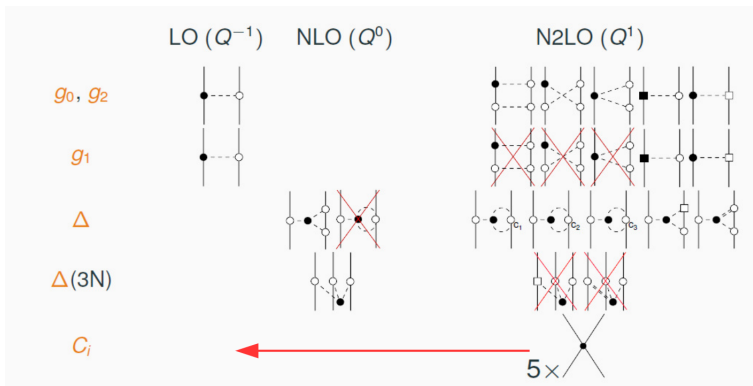 LO (Q⁻¹) NLO (Q⁰) N2LO (Q¹)
g₀, g₂
g₁
Δ
C₁ C₂ C₃
Δ(3N)
Cᵢ
5×